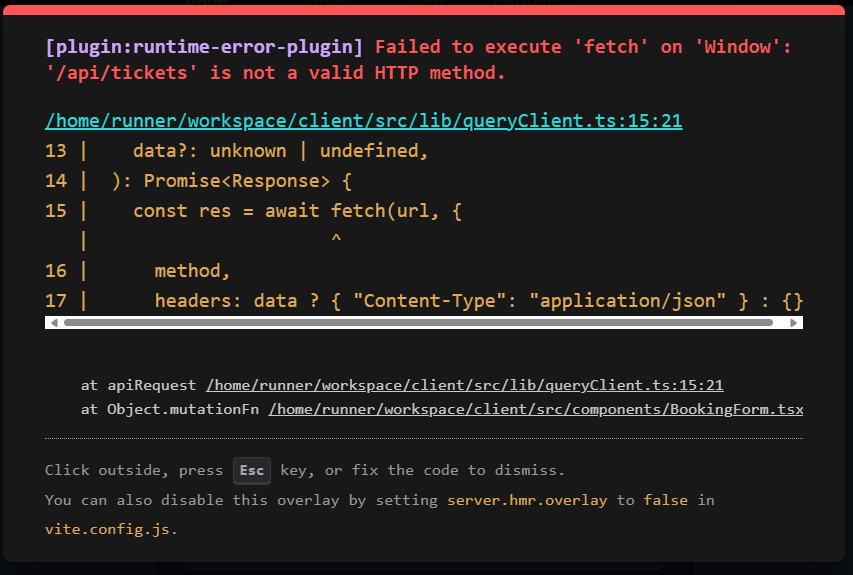 [plugin:runtime-error-plugin] Failed to execute 'fetch' on 'Window':
'/api/tickets' is not a valid HTTP method.
/home/runner/workspace/client/src/lib/queryClient.ts:15:21
13 |    data?: unknown | undefined,
14 |  ): Promise<Response> {
15 |    const res = await fetch(url, {
   |                      ^
16 |      method,
17 |      headers: data ? { "Content-Type": "application/json" } : {}
at apiRequest /home/runner/workspace/client/src/lib/queryClient.ts:15:21
at Object.mutationFn /home/runner/workspace/client/src/components/BookingForm.tsx
Click outside, press Esc key, or fix the code to dismiss.
You can also disable this overlay by setting server.hmr.overlay to false in
vite.config.js.